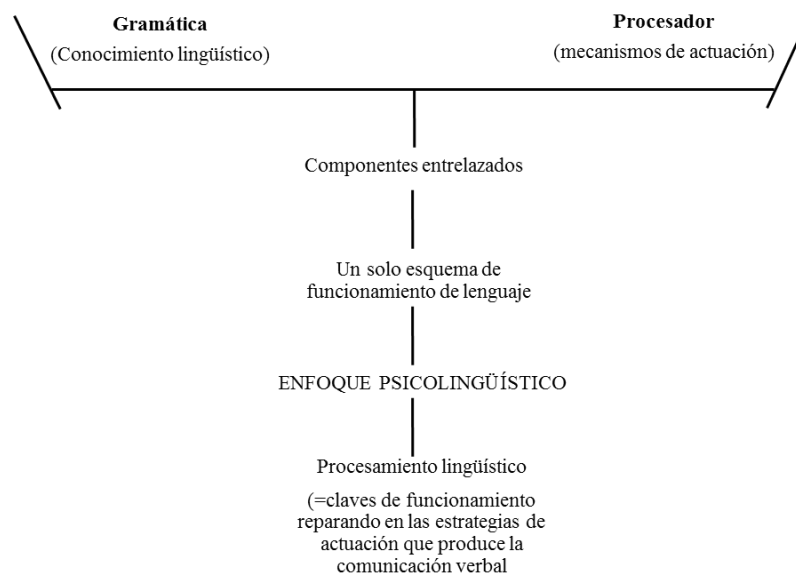 Gramática
(Conocimiento lingüístico)
Procesador
(mecanismos de actuación)
Componentes entrelazados
Un solo esquema de
funcionamiento de lenguaje
ENFOQUE PSICOLINGÜÍSTICO
Procesamiento lingüístico
(=claves de funcionamiento
reparando en las estrategias de
actuación que produce la
comunicación verbal